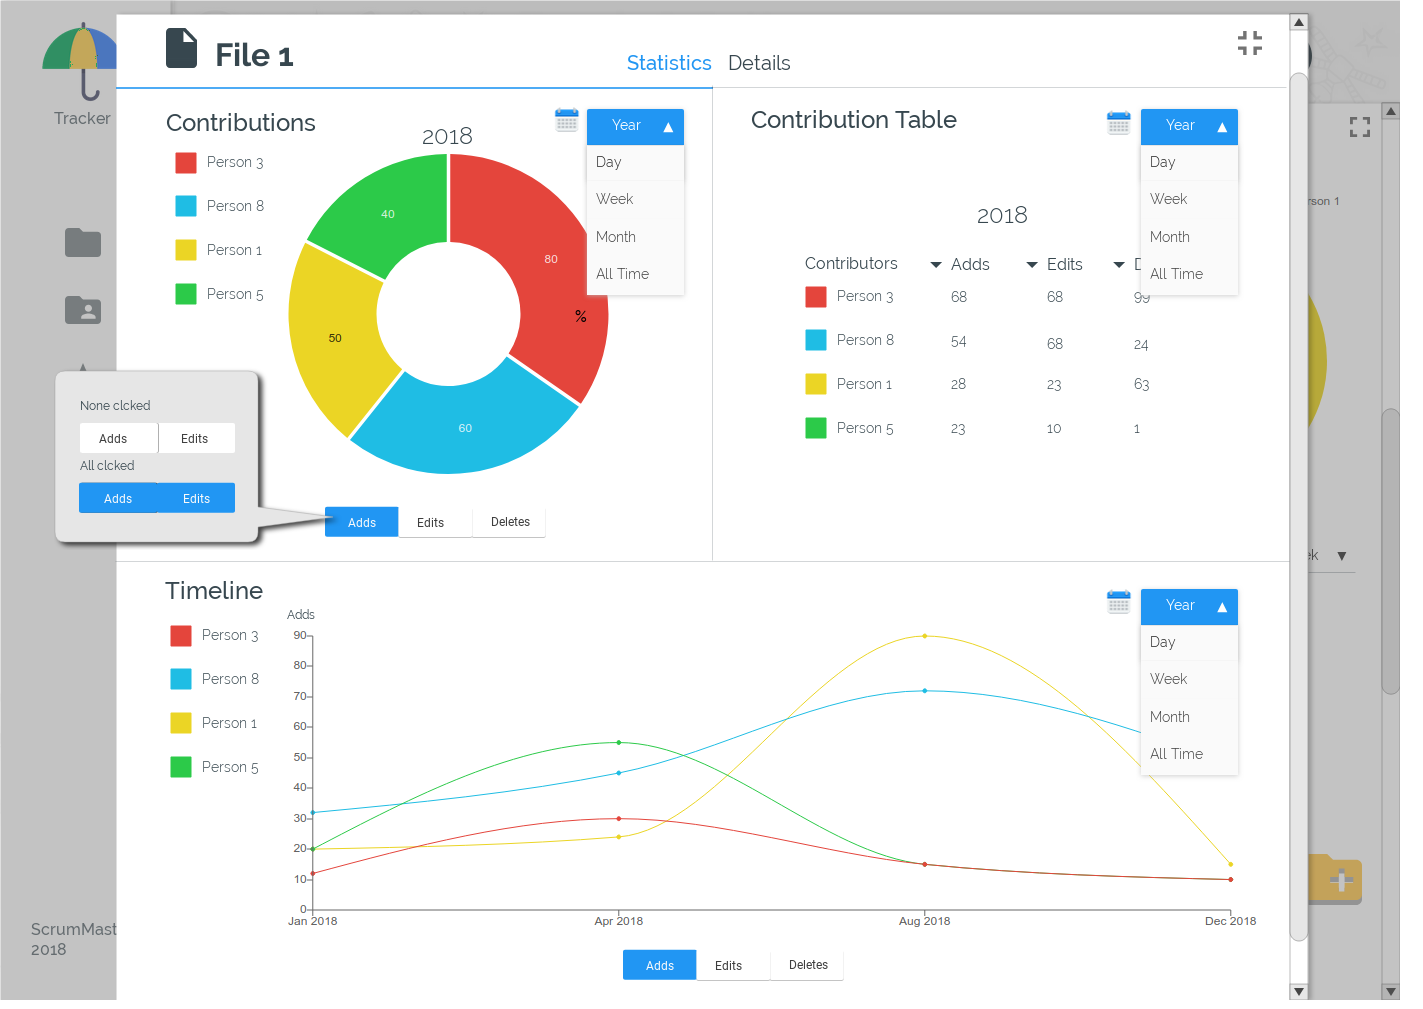 File 1
Statistics Details
Tracker
Contributions
2018
Year
Day
Week
Month
All Time
Person 3
Person 8
Person 1
Person 5
40
80
50
60
%
Adds Edits Deletes
None clcked
Adds Edits
All clcked
Adds Edits
Contribution Table
Year
Day
Week
Month
All Time
2018
Contributors Adds Edits D
Person 3 68 68 99
Person 8 54 68 24
Person 1 28 23 63
Person 5 23 10 1
rson 1
ek
Timeline
Adds
Person 3
Person 8
Person 1
Person 5
90
80
70
60
50
40
30
20
10
0
Jan 2018 Apr 2018 Aug 2018 Dec 2018
Year
Day
Week
Month
All Time
Adds Edits Deletes
ScrumMast
2018